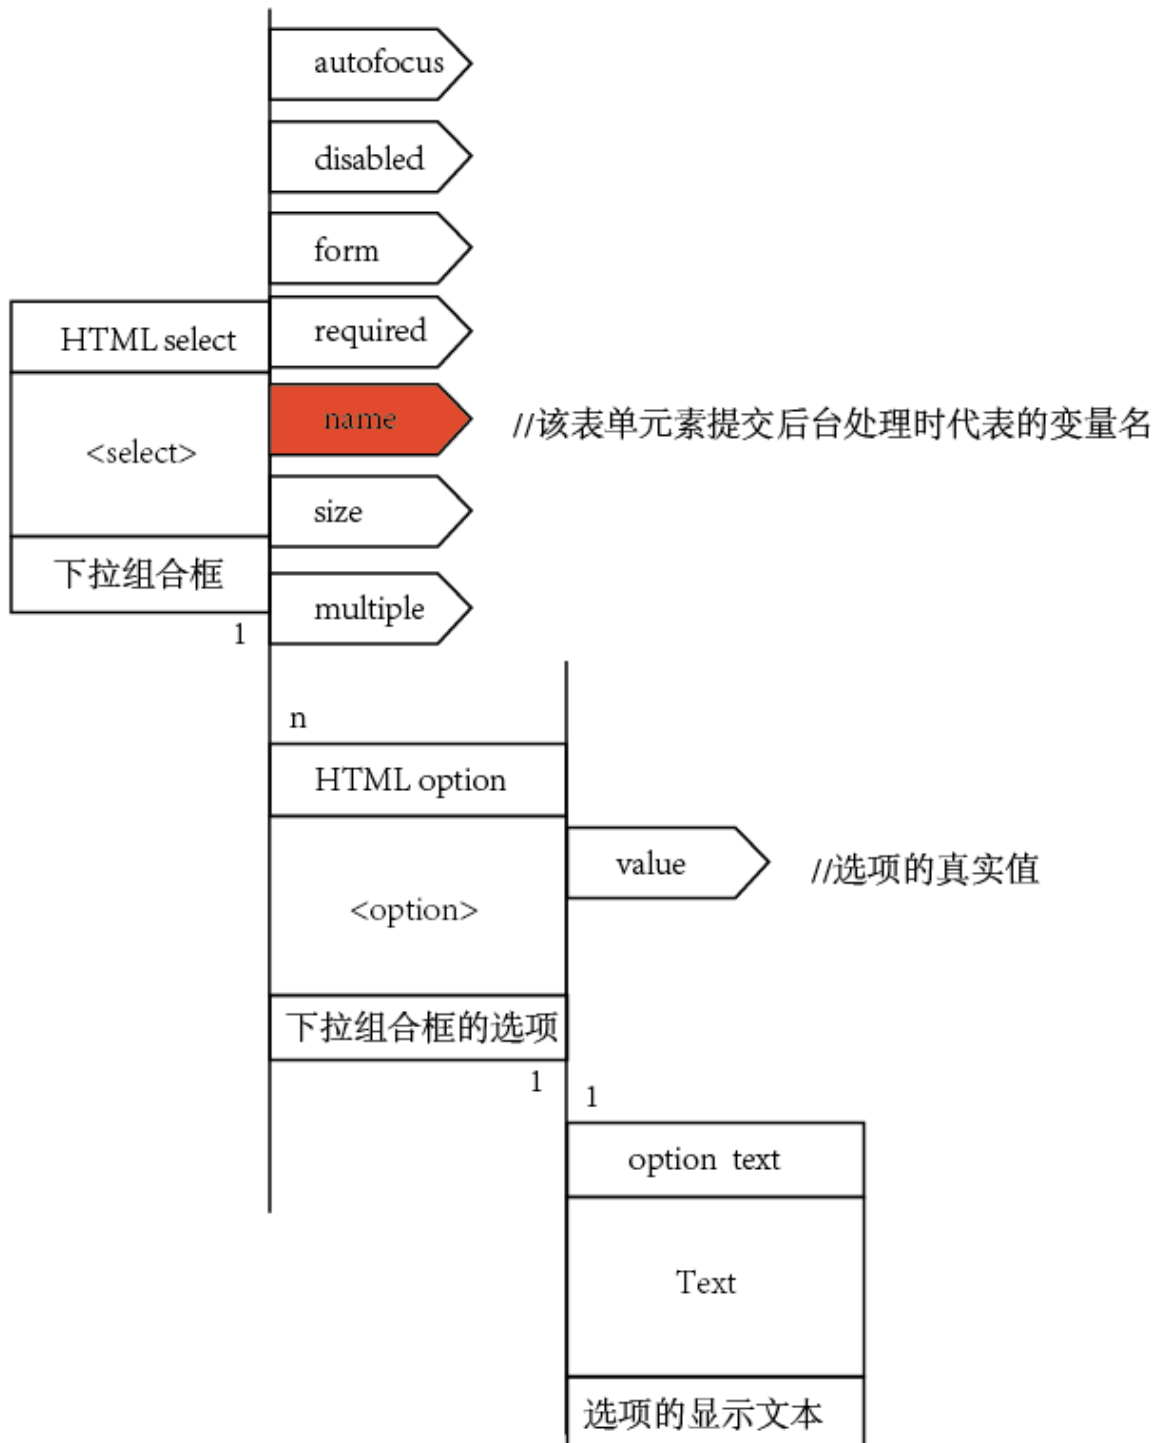 autofocus
disabled
form
required
HTML select
name
//该表单元素提交后台处理时代表的变量名
<select>
size
下拉组合框
multiple
1
n
HTML option
value
//选项的真实值
<option>
下拉组合框的选项
1
1
option text
Text
选项的显示文本